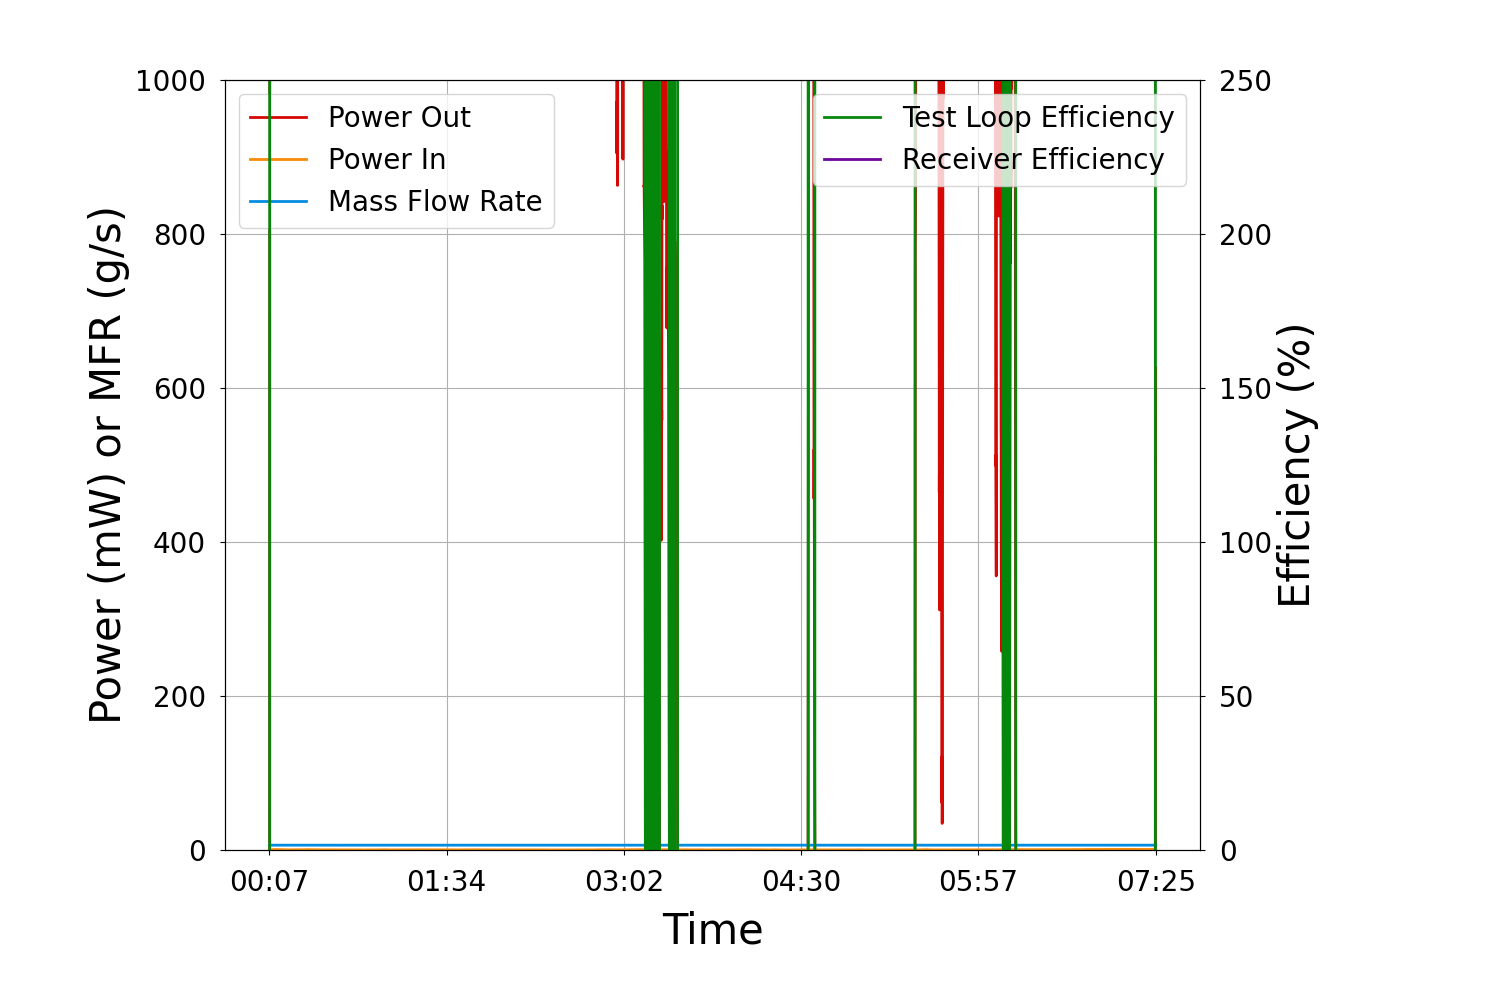 1000
800
600
400
200
0
Power (mW) or MFR (g/s)
Power Out
Power In
Mass Flow Rate
Test Loop Efficiency
Receiver Efficiency
250
200
150
100
50
0
Efficiency (%)
00:07 01:34 03:02 04:30 05:57 07:25
Time